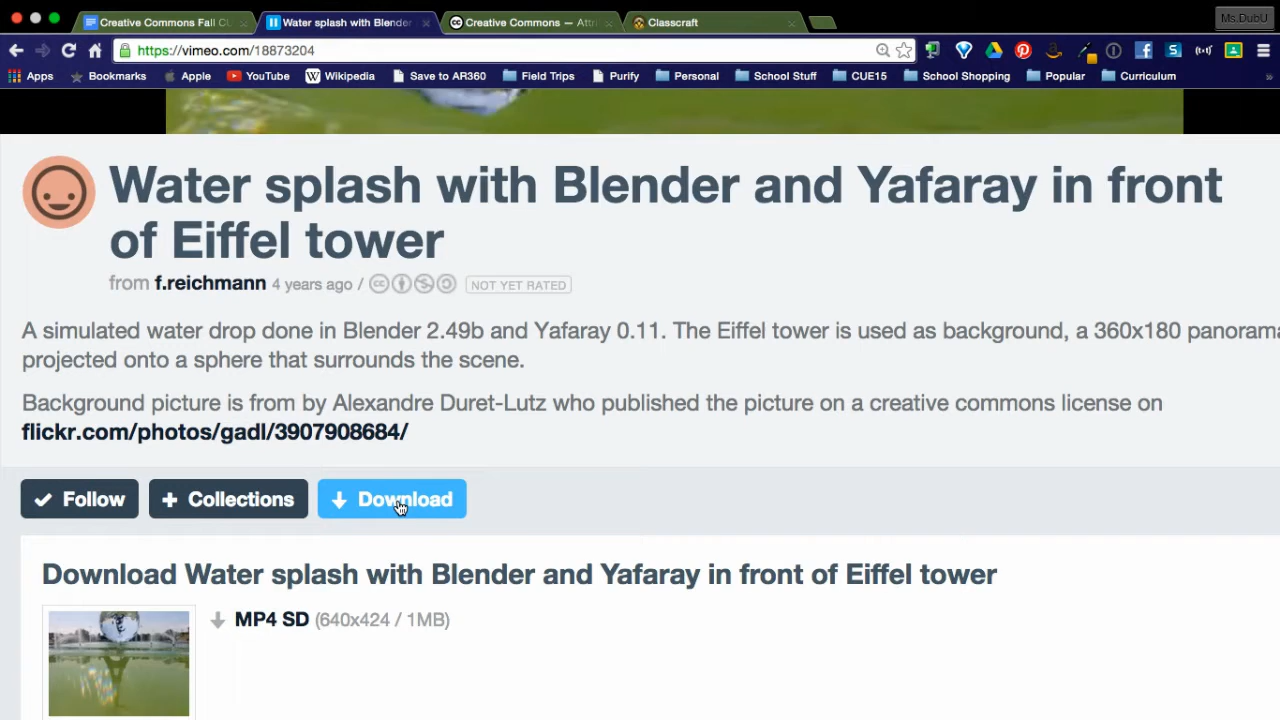 Creative Commons Fall Cl
Water splash with Blender
Creative Commons — Attri
Classcraft
Ms.DubU
https://vimeo.com/18873204
Apps Bookmarks Apple YouTube Wikipedia Save to AR360 Field Trips Purify Personal School Stuff CUE15 School Shopping Popular Curriculum »
Water splash with Blender and Yafaray in front
of Eiffel tower
from f.reichmann 4 years ago / NOT YET RATED
A simulated water drop done in Blender 2.49b and Yafaray 0.11. The Eiffel tower is used as background, a 360x180 panorama
projected onto a sphere that surrounds the scene.
Background picture is from by Alexandre Duret-Lutz who published the picture on a creative commons license on
flickr.com/photos/gadl/3907908684/
Follow Collections Download
Download Water splash with Blender and Yafaray in front of Eiffel tower
MP4 SD (640x424 / 1MB)